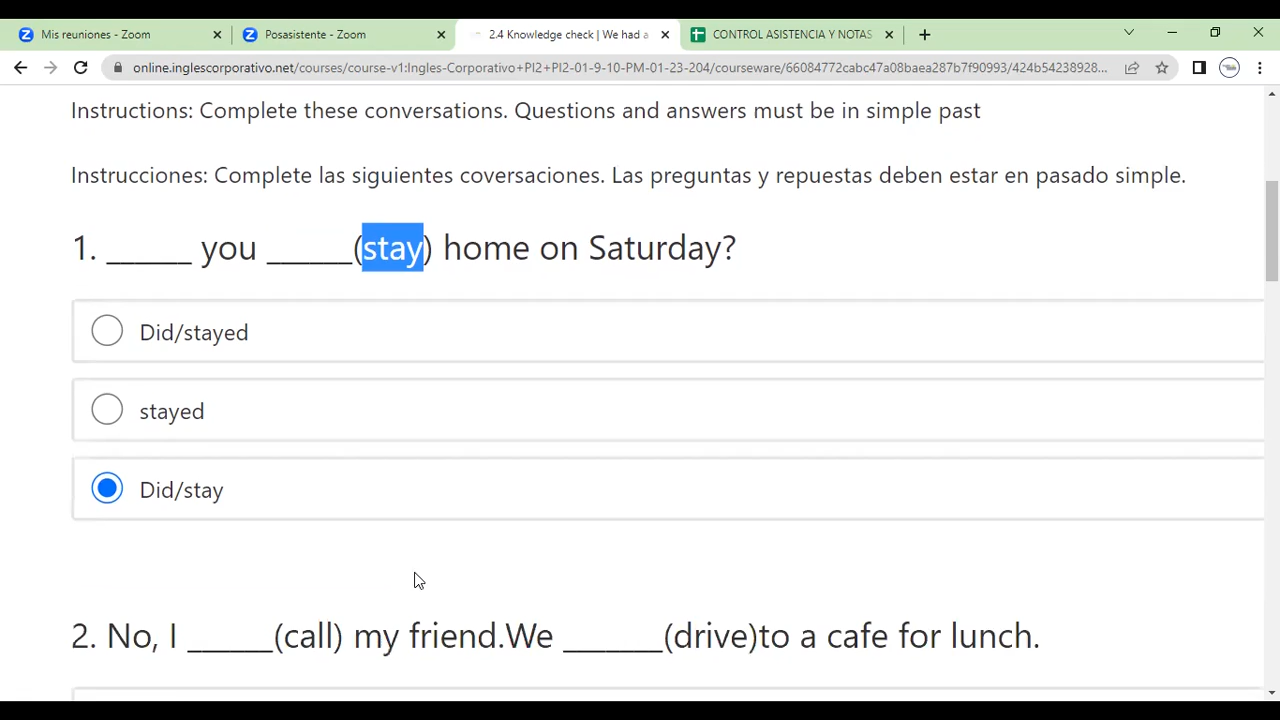 Mis reuniones - Zoom
Posasistente - Zoom
2.4 Knowledge check | We had a
CONTROL ASISTENCIA Y NOTAS
online.inglescorporativo.net/courses/course-v1:Ingles-Corporativo+PI2+PI2-01-9-10-PM-01-23-204/courseware/66084772cabc47a08baea287b7f90993/424b54238928...
Instructions: Complete these conversations. Questions and answers must be in simple past
Instrucciones: Complete las siguientes coversaciones. Las preguntas y repuestas deben estar en pasado simple.
1. ______ you ______(stay) home on Saturday?
Did/stayed
stayed
Did/stay
2. No, I ______(call) my friend.We _______(drive)to a cafe for lunch.